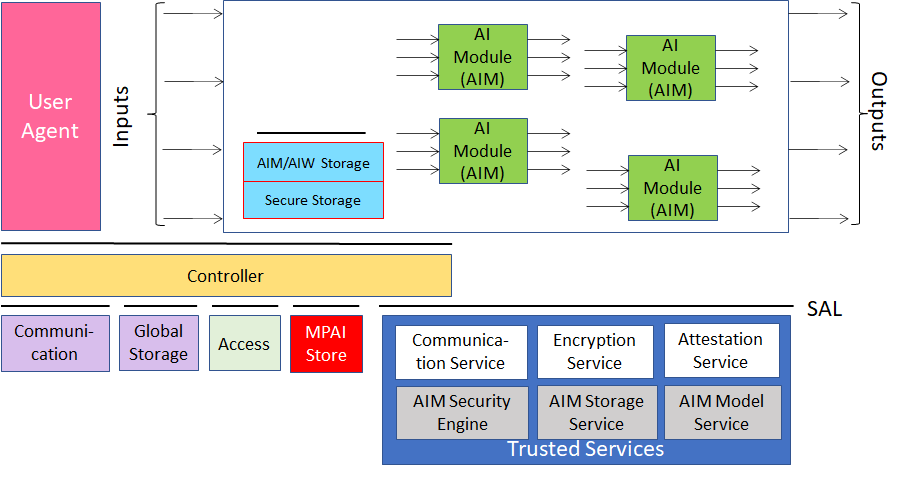 User
Agent
Inputs
AI
Module
(AIM)
AI
Module
(AIM)
AI
Module
(AIM)
AI
Module
(AIM)
AIM/AIW Storage
Secure Storage
Outputs
Controller
SAL
Communi-
cation
Global
Storage
Access
MPAI
Store
Communica-
tion Service
Encryption
Service
Attestation
Service
AIM Security
Engine
AIM Storage
Service
AIM Model
Service
Trusted Services